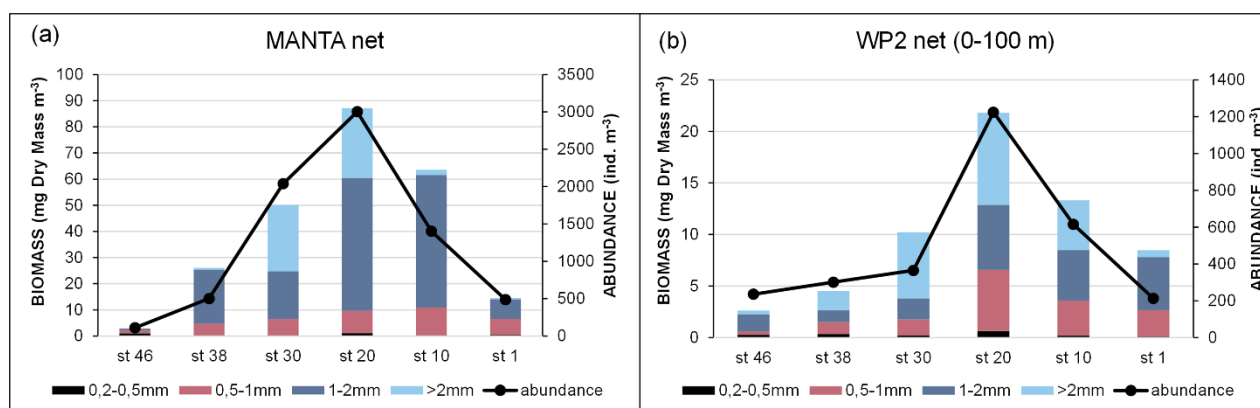 (a)
MANTA net
BIOMASS (mg Dry Mass m⁻³)
100
90
80
70
60
50
40
30
20
10
0
3500
3000
2500
2000
1500
1000
500
0
ABUNDANCE (ind. m⁻³)
st 46 st 38 st 30 st 20 st 10 st 1
0,2-0,5mm 0,5-1mm 1-2mm >2mm abundance
(b)
WP2 net (0-100 m)
BIOMASS (mg Dry Mass m⁻³)
25
20
15
10
5
0
1400
1200
1000
800
600
400
200
0
ABUNDANCE (ind. m⁻³)
st 46 st 38 st 30 st 20 st 10 st 1
0,2-0,5mm 0,5-1mm 1-2mm >2mm abundance